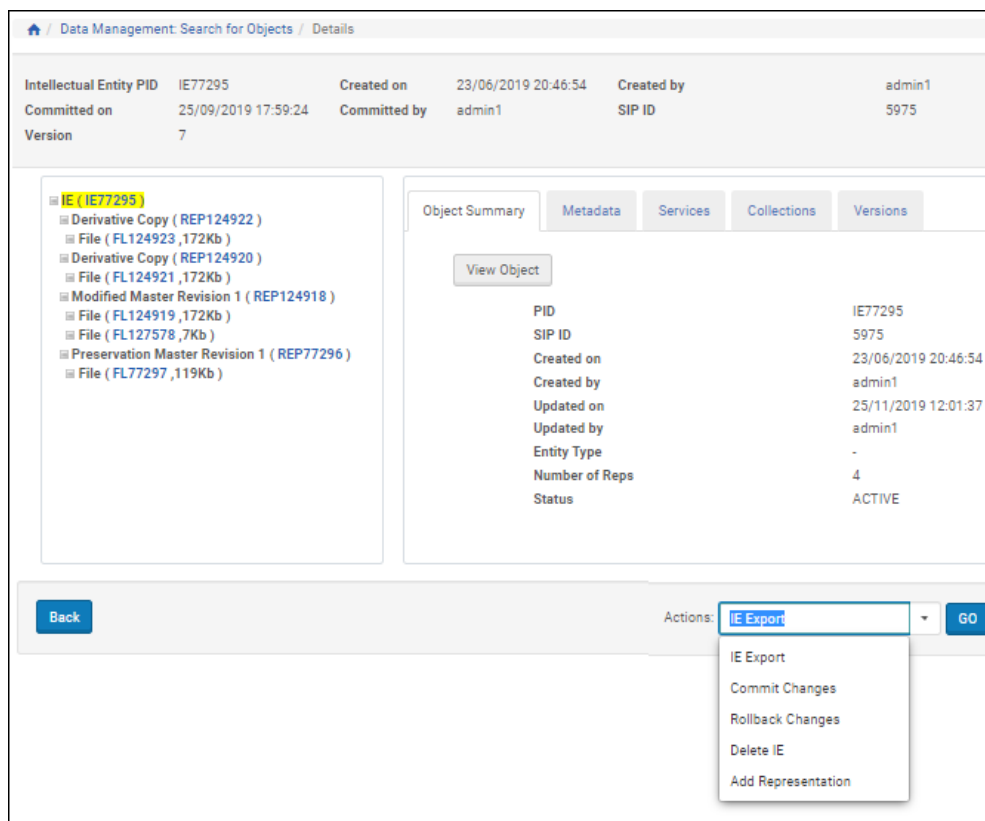 / Data Management: Search for Objects / Details
Intellectual Entity PID IE77295 Created on 23/06/2019 20:46:54 Created by admin1
Committed on 25/09/2019 17:59:24 Committed by admin1 SIP ID 5975
Version 7
IE ( IE77295 )
Derivative Copy ( REP124922 )
File ( FL124923 ,172Kb )
Derivative Copy ( REP124920 )
File ( FL124921 ,172Kb )
Modified Master Revision 1 ( REP124918 )
File ( FL124919 ,172Kb )
File ( FL127578 ,7Kb )
Preservation Master Revision 1 ( REP77296 )
File ( FL77297 ,119Kb )
Object Summary Metadata Services Collections Versions
View Object
PID IE77295
SIP ID 5975
Created on 23/06/2019 20:46:54
Created by admin1
Updated on 25/11/2019 12:01:37
Updated by admin1
Entity Type -
Number of Reps 4
Status ACTIVE
Back Actions: IE Export GO
IE Export
Commit Changes
Rollback Changes
Delete IE
Add Representation